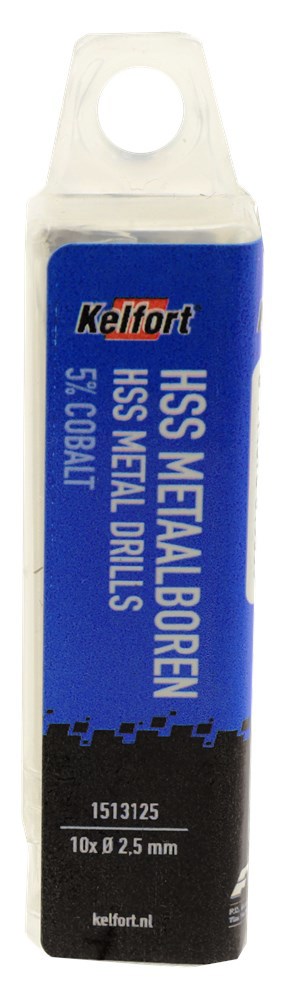 Kelfort
HSS METAALBOREN
HSS METAL DRILLS
5% COBALT
1513125
10x Ø 2,5 mm
kelfort.nl